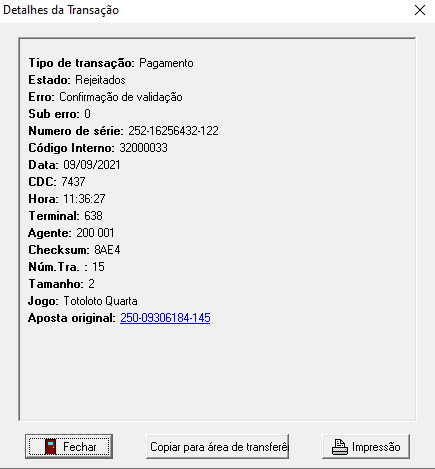 Detalhes da Transação
Tipo de transação: Pagamento
Estado: Rejeitados
Erro: Confirmação de validação
Sub erro: 0
Numero de série: 252-16256432-122
Código Interno: 32000033
Data: 09/09/2021
CDC: 7437
Hora: 11:36:27
Terminal: 638
Agente: 200 001
Checksum: 8AE4
Núm.Tra. : 15
Tamanho: 2
Jogo: Totoloto Quarta
Aposta original: 250-09306184-145
Fechar
Copiar para área de transferê
Impressão